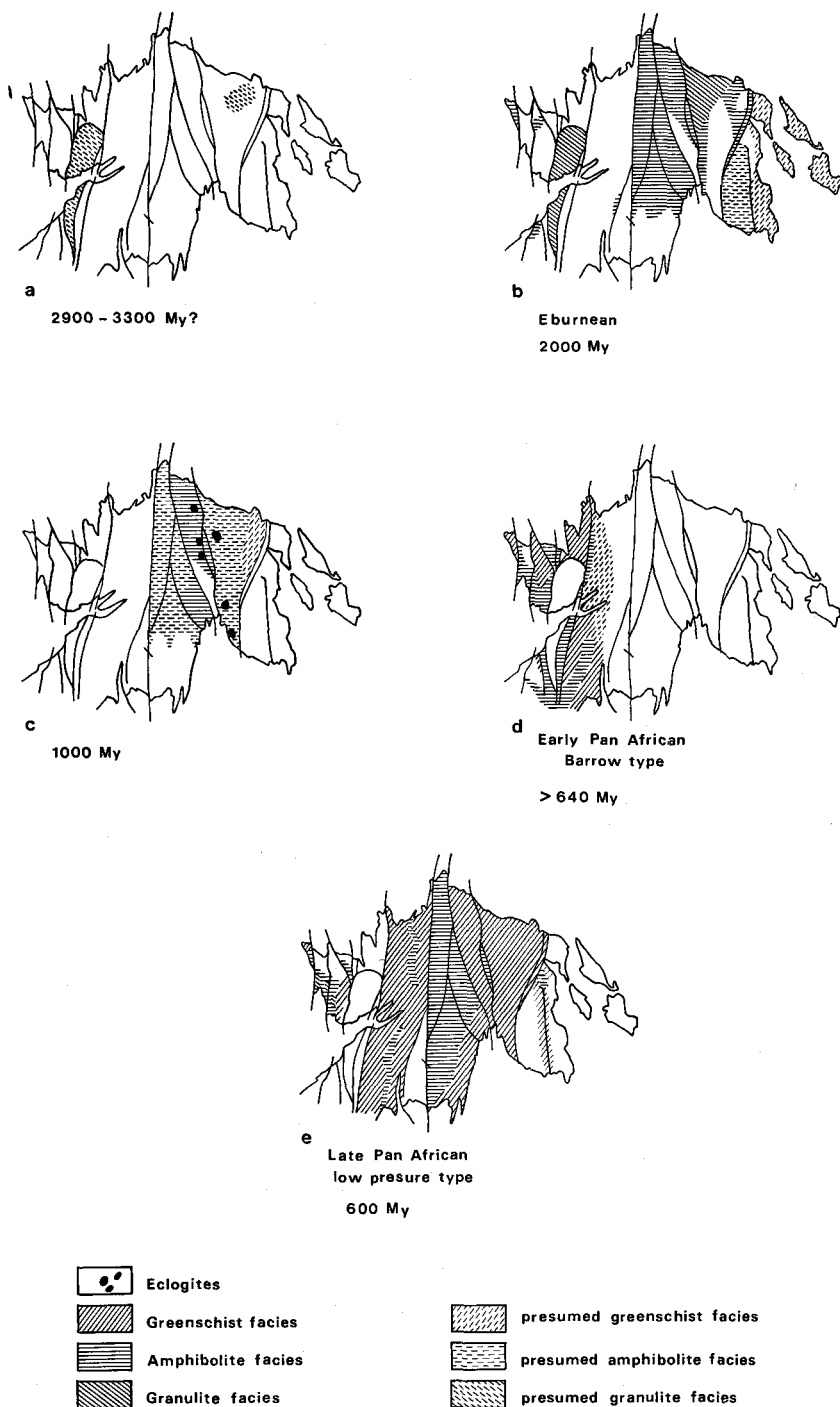 a
2900 – 3300 My?
b
Eburnean
2000 My
c
1000 My
d
Early Pan African
Barrow type
> 640 My
e
Late Pan African
low presure type
600 My
Eclogites
Greenschist facies
Amphibolite facies
Granulite facies
presumed greenschist facies
presumed amphibolite facies
presumed granulite facies